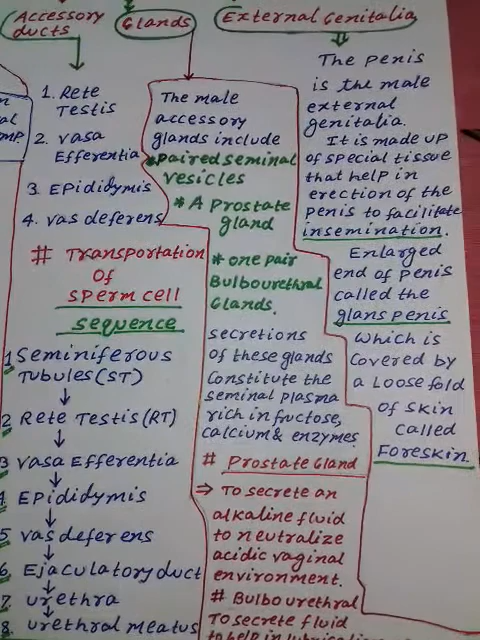 Accessory
ducts
Glands
External Genitalia
1. Rete
Testis
2. Vasa
Efferentia
3. Epididymis
4. vas deferens
# Transportation
Of
Sperm cell
sequence
1 Seminiferous
Tubules (ST)
2 Rete Testis (RT)
3 Vasa Efferentia
4 Epididymis
5 vas deferens
6. Ejaculatory duct
7. urethra
8. urethral meatus
The male
accessory
glands include
* paired seminal
vesicles
* A Prostate
gland
* one pair
Bulbourethral
Glands.
secretions
of these glands
Constitute the
seminal plasma
rich in fructose,
calcium & enzymes
# Prostate Gland
⇒ To secrete an
alkaline fluid
to neutralize
acidic vaginal
environment.
# Bulbourethral
To secrete fluid
to help in
The penis
is the male
external
genitalia.
It is made up
of special tissue
that help in
erection of the
penis to facilitate
insemination.
Enlarged
end of penis
called the
glans penis
which is
covered by
a loose fold
of skin
called
Foreskin.